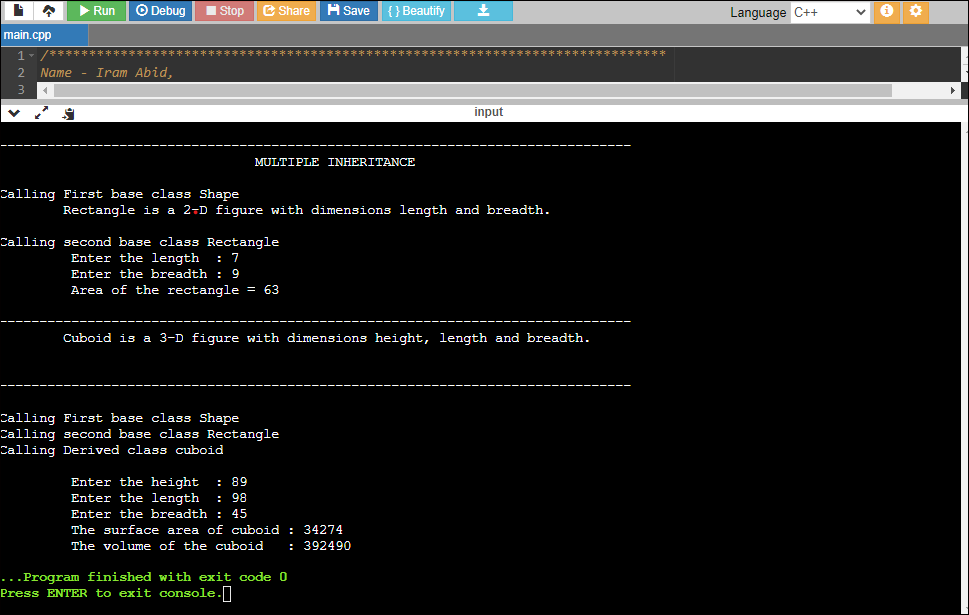 Run Debug Stop Share Save { } Beautify Language C++
main.cpp
1 /******************************************************************************
2 Name - Iram Abid,
3
input
--------------------------------------------------------------------------------
MULTIPLE INHERITANCE
Calling First base class Shape
Rectangle is a 2-D figure with dimensions length and breadth.
Calling second base class Rectangle
Enter the length  : 7
Enter the breadth : 9
Area of the rectangle = 63
--------------------------------------------------------------------------------
Cuboid is a 3-D figure with dimensions height, length and breadth.
--------------------------------------------------------------------------------
Calling First base class Shape
Calling second base class Rectangle
Calling Derived class cuboid
Enter the height  : 89
Enter the length  : 98
Enter the breadth : 45
The surface area of cuboid : 34274
The volume of the cuboid   : 392490
...Program finished with exit code 0
Press ENTER to exit console.